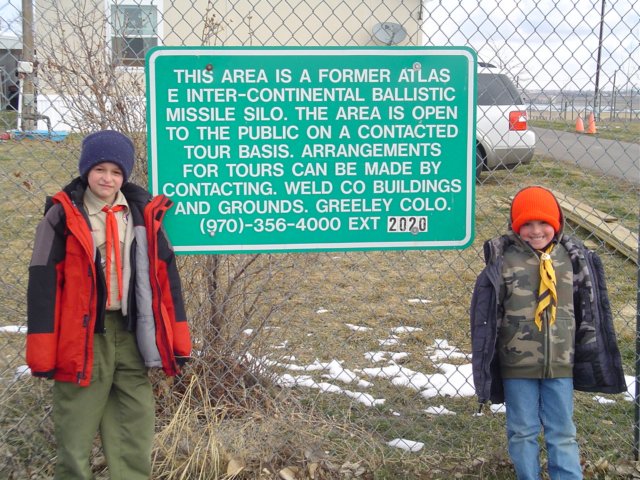 THIS AREA IS A FORMER ATLAS
E INTER-CONTINENTAL BALLISTIC
MISSILE SILO. THE AREA IS OPEN
TO THE PUBLIC ON A CONTACTED
TOUR BASIS. ARRANGEMENTS
FOR TOURS CAN BE MADE BY
CONTACTING. WELD CO BUILDINGS
AND GROUNDS. GREELEY COLO.
(970)-356-4000 EXT 2020